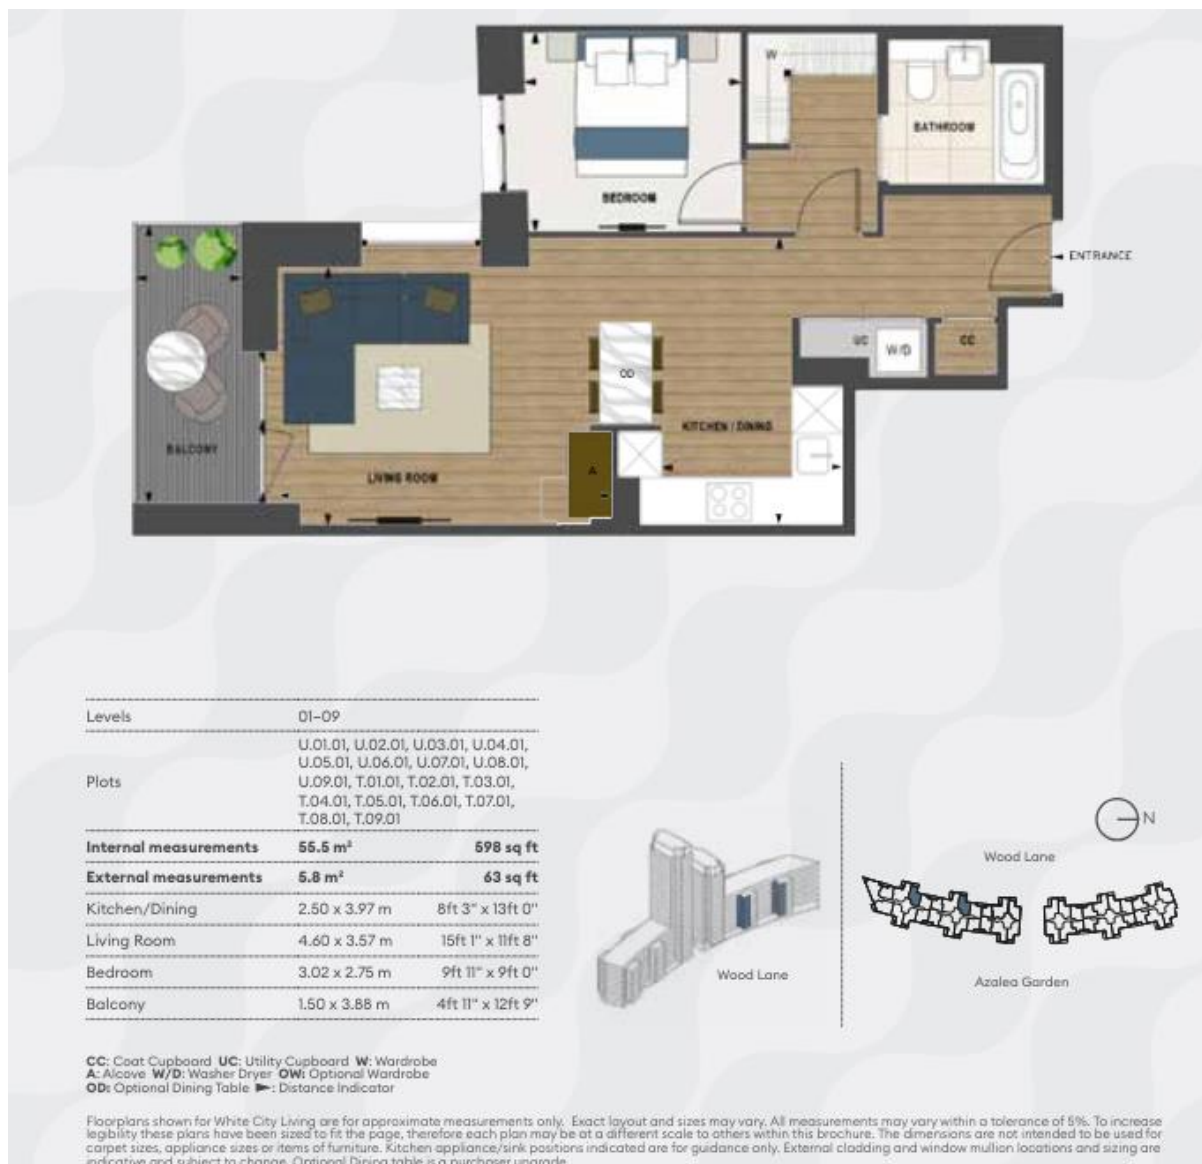 W
BATHROOM
BEDROOM
ENTRANCE
UC
W/D
CC
OD
KITCHEN / DINING
BALCONY
A
LIVING ROOM
Levels 01–09
Plots
U.01.01, U.02.01, U.03.01, U.04.01,
U.05.01, U.06.01, U.07.01, U.08.01,
U.09.01, T.01.01, T.02.01, T.03.01,
T.04.01, T.05.01, T.06.01, T.07.01,
T.08.01, T.09.01
Internal measurements 55.5 m² 598 sq ft
External measurements 5.8 m² 63 sq ft
Kitchen/Dining 2.50 x 3.97 m 8ft 3" x 13ft 0"
Living Room 4.60 x 3.57 m 15ft 1" x 11ft 8"
Bedroom 3.02 x 2.75 m 9ft 11" x 9ft 0"
Balcony 1.50 x 3.88 m 4ft 11" x 12ft 9"
Wood Lane
N
Wood Lane
Azalea Garden
CC: Coat Cupboard UC: Utility Cupboard W: Wardrobe
A: Alcove W/D: Washer Dryer OW: Optional Wardrobe
OD: Optional Dining Table ►: Distance Indicator
Floorplans shown for White City Living are for approximate measurements only. Exact layout and sizes may vary. All measurements may vary within a tolerance of 5%. To increase
legibility these plans have been sized to fit the page, therefore each plan may be at a different scale to others within this brochure. The dimensions are not intended to be used for
carpet sizes, appliance sizes or items of furniture. Kitchen appliance/sink positions indicated are for guidance only. External cladding and window mullion locations and sizing are
indicative and subject to change. Optional Dining table is a purchaser upgrade.